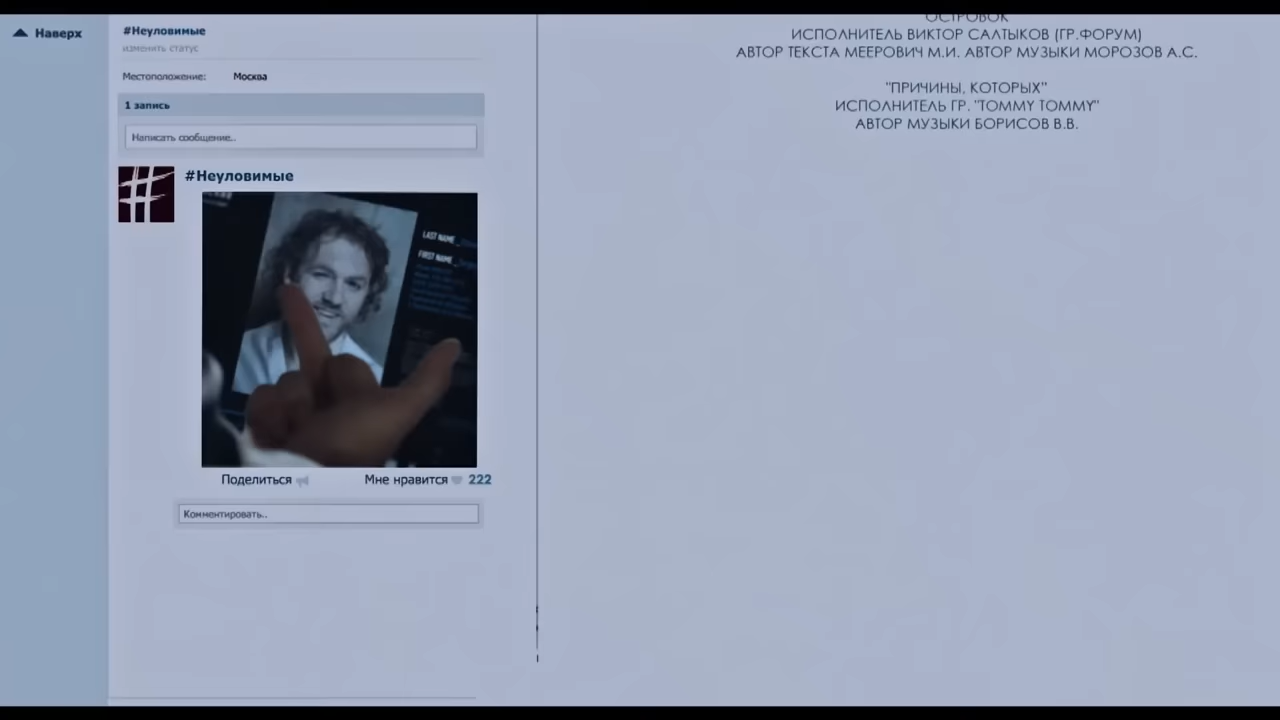 Наверх
#Неуловимые
изменить статус
Местоположение: Москва
1 запись
Написать сообщение..
#Неуловимые
LAST NAME
FIRST NAME
Поделиться
Мне нравится 222
Комментировать..
ОСТРОВОК
ИСПОЛНИТЕЛЬ ВИКТОР САЛТЫКОВ (ГР.ФОРУМ)
АВТОР ТЕКСТА МЕЕРОВИЧ М.И. АВТОР МУЗЫКИ МОРОЗОВ А.С.
"ПРИЧИНЫ, КОТОРЫХ"
ИСПОЛНИТЕЛЬ ГР. "TOMMY TOMMY"
АВТОР МУЗЫКИ БОРИСОВ В.В.